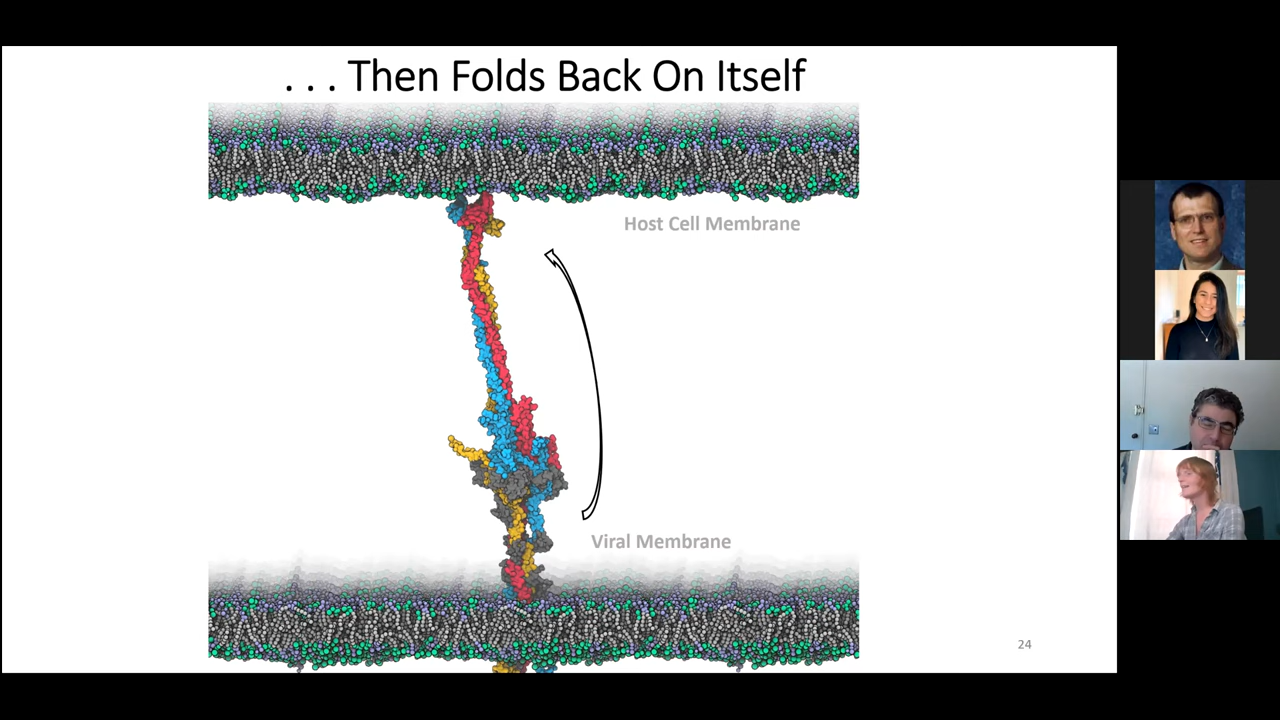 . . . Then Folds Back On Itself
Host Cell Membrane
Viral Membrane
24